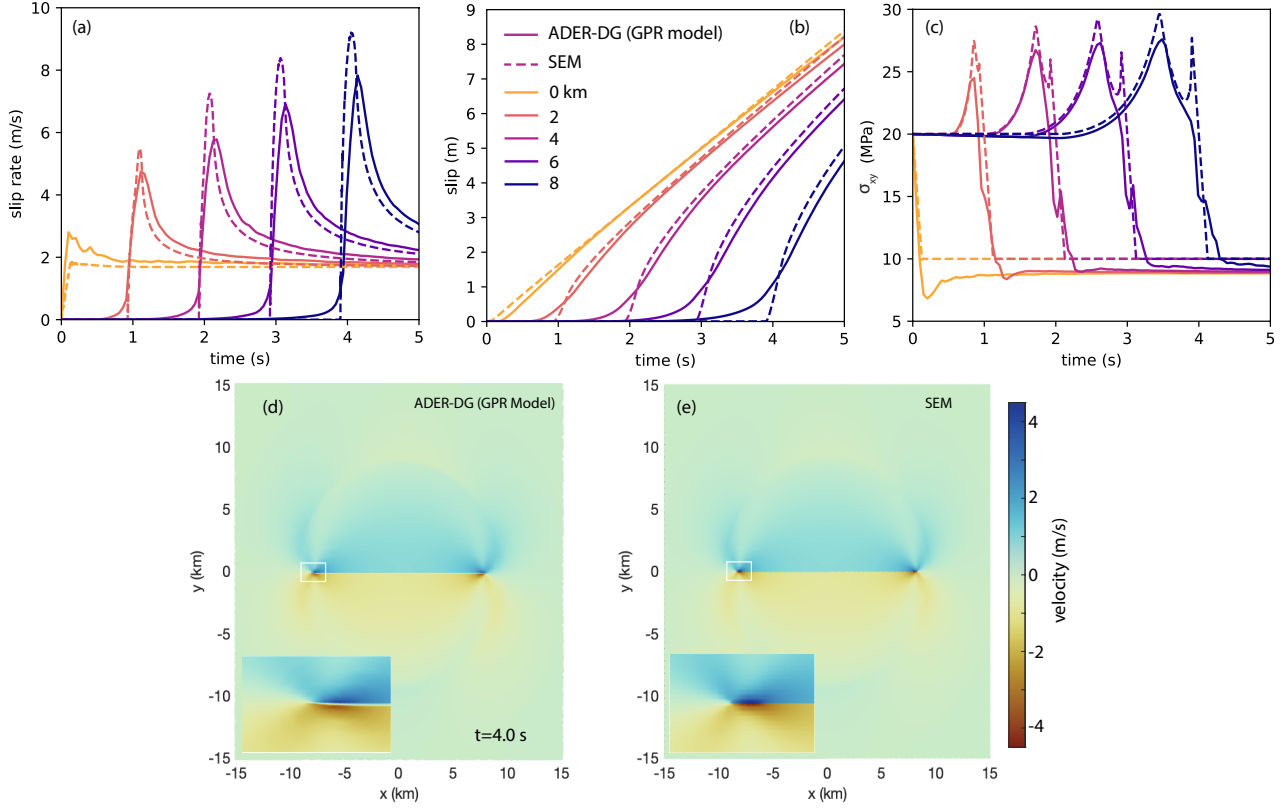 (a)
slip rate (m/s)
10
8
6
4
2
0
0 1 2 3 4 5
time (s)
(b)
ADER-DG (GPR model)
SEM
0 km
2
4
6
8
slip (m)
9
8
7
6
5
4
3
2
1
0
0 1 2 3 4 5
time (s)
(c)
σxy (MPa)
30
25
20
15
10
5
0 1 2 3 4 5
time (s)
(d)
ADER-DG (GPR Model)
t=4.0 s
y (km)
15
10
5
0
-5
-10
-15
-15 -10 -5 0 5 10 15
x (km)
(e)
SEM
y (km)
15
10
5
0
-5
-10
-15
-15 -10 -5 0 5 10 15
x (km)
4
2
0
-2
-4
velocity (m/s)